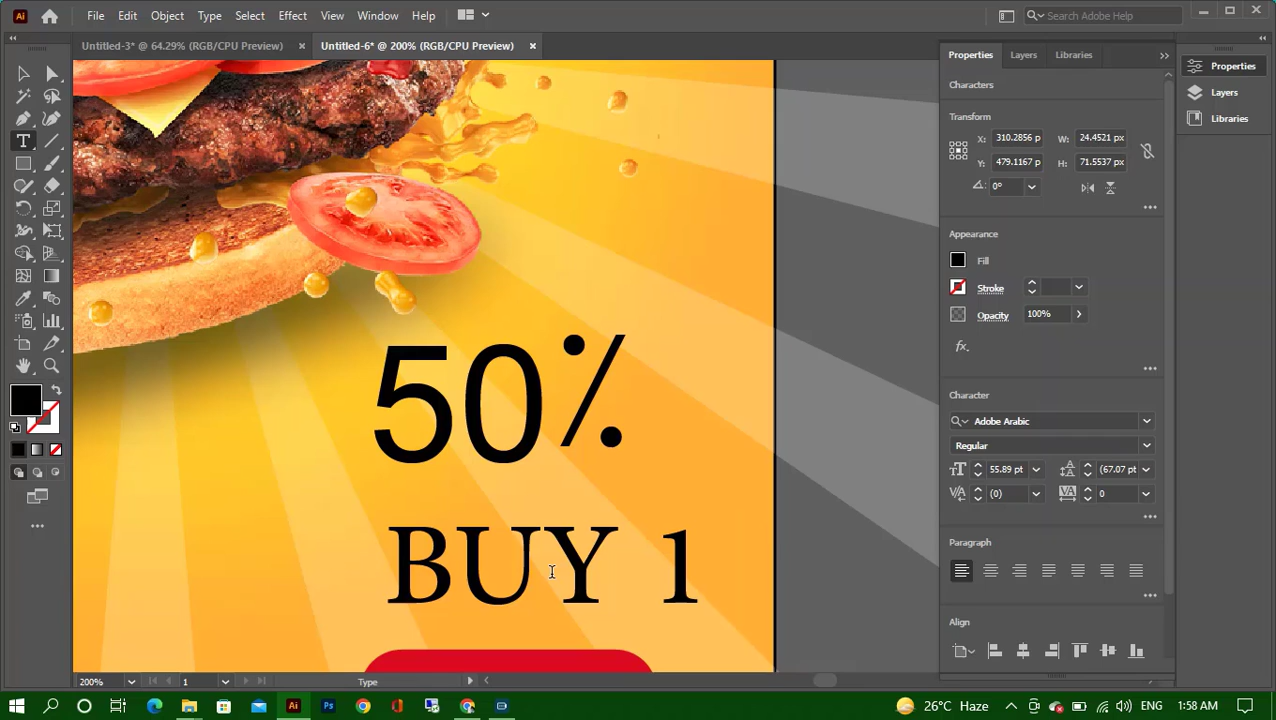 Ai File Edit Object Type Select Effect View Window Help Search Adobe Help
Untitled-3* @ 64.29% (RGB/CPU Preview) × Untitled-6* @ 200% (RGB/CPU Preview) ×
Properties Layers Libraries
Properties
Layers
Libraries
Characters
Transform
X: 310.2856 p W: 24.4521 px
Y: 479.1167 p H: 71.5537 px
0°
Appearance
Fill
Stroke
Opacity 100%
fx.
Character
Adobe Arabic
Regular
55.89 pt (67.07 pt
(0) 0
Paragraph
Align
50٪
BUY 1
200% 1 Type
Ai Ps 26°C Haze ENG 1:58 AM